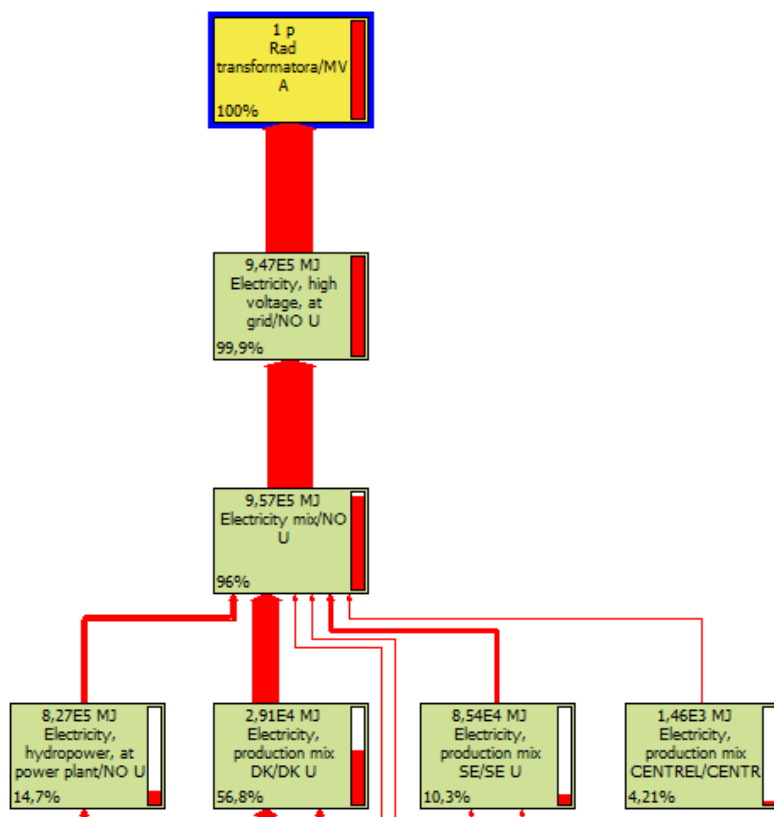 1 p
Rad
transformatora/MV
A
100%
9,47E5 MJ
Electricity, high
voltage, at
grid/NO U
99,9%
9,57E5 MJ
Electricity mix/NO
U
96%
8,27E5 MJ
Electricity,
hydropower, at
power plant/NO U
14,7%
2,91E4 MJ
Electricity,
production mix
DK/DK U
56,8%
8,54E4 MJ
Electricity,
production mix
SE/SE U
10,3%
1,46E3 MJ
Electricity,
production mix
CENTREL/CENTR
4,21%